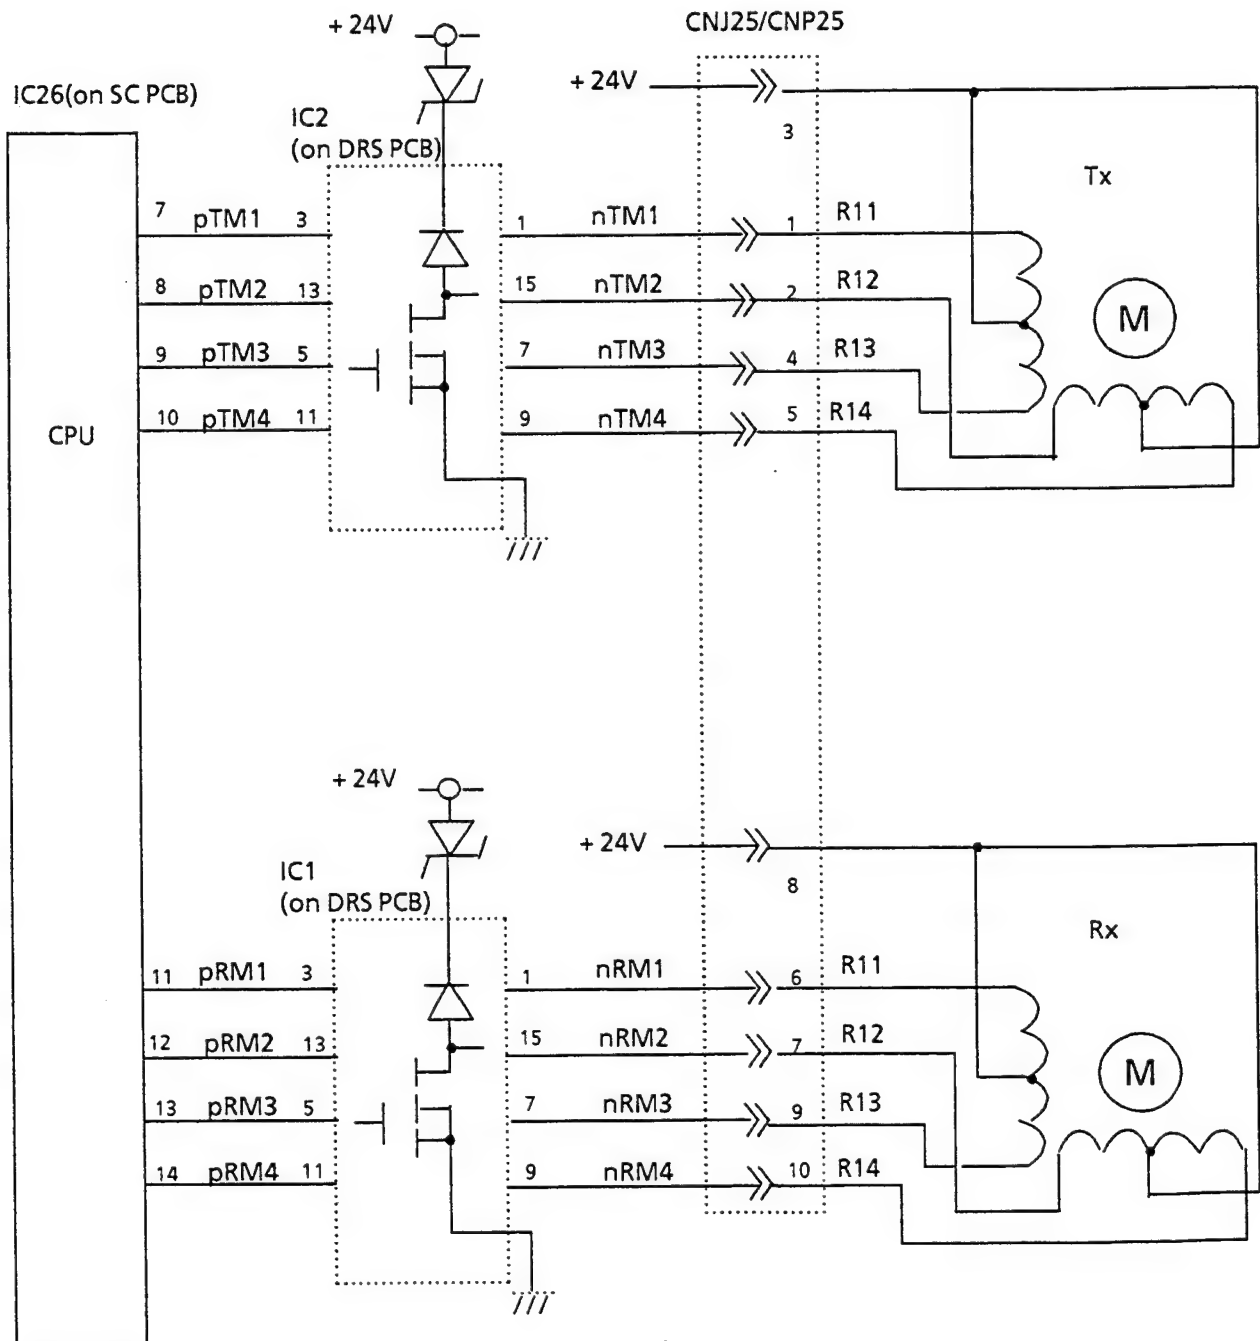 CNJ25/CNP25
+ 24V
+ 24V
IC26(on SC PCB)
IC2
(on DRS PCB)
3
Tx
7 pTM1 3
1 nTM1 1 R11
8 pTM2 13
15 nTM2 2 R12
M
9 pTM3 5
7 nTM3 4 R13
10 pTM4 11
9 nTM4 5 R14
CPU
+ 24V
+ 24V
IC1
(on DRS PCB)
8
Rx
11 pRM1 3
1 nRM1 6 R11
12 pRM2 13
15 nRM2 7 R12
M
13 pRM3 5
7 nRM3 9 R13
14 pRM4 11
9 nRM4 10 R14